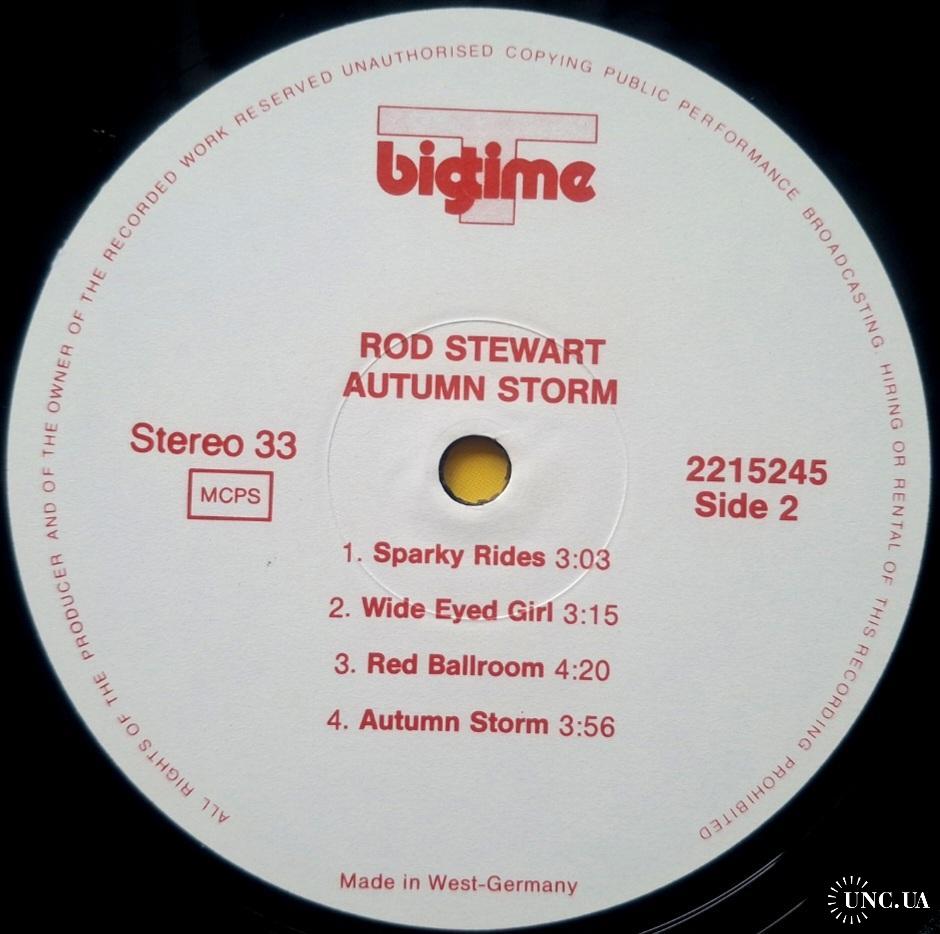 ALL RIGHTS OF THE PRODUCER AND OF THE OWNER OF THE RECORDED WORK RESERVED UNAUTHORISED COPYING PUBLIC PERFORMANCE BROADCASTING. HIRING OR RENTAL OF THIS RECORDING PROHIBITED
T
bigtime
ROD STEWART
AUTUMN STORM
Stereo 33
MCPS
2215245
Side 2
1. Sparky Rides 3:03
2. Wide Eyed Girl 3:15
3. Red Ballroom 4:20
4. Autumn Storm 3:56
Made in West-Germany
UNC.UA